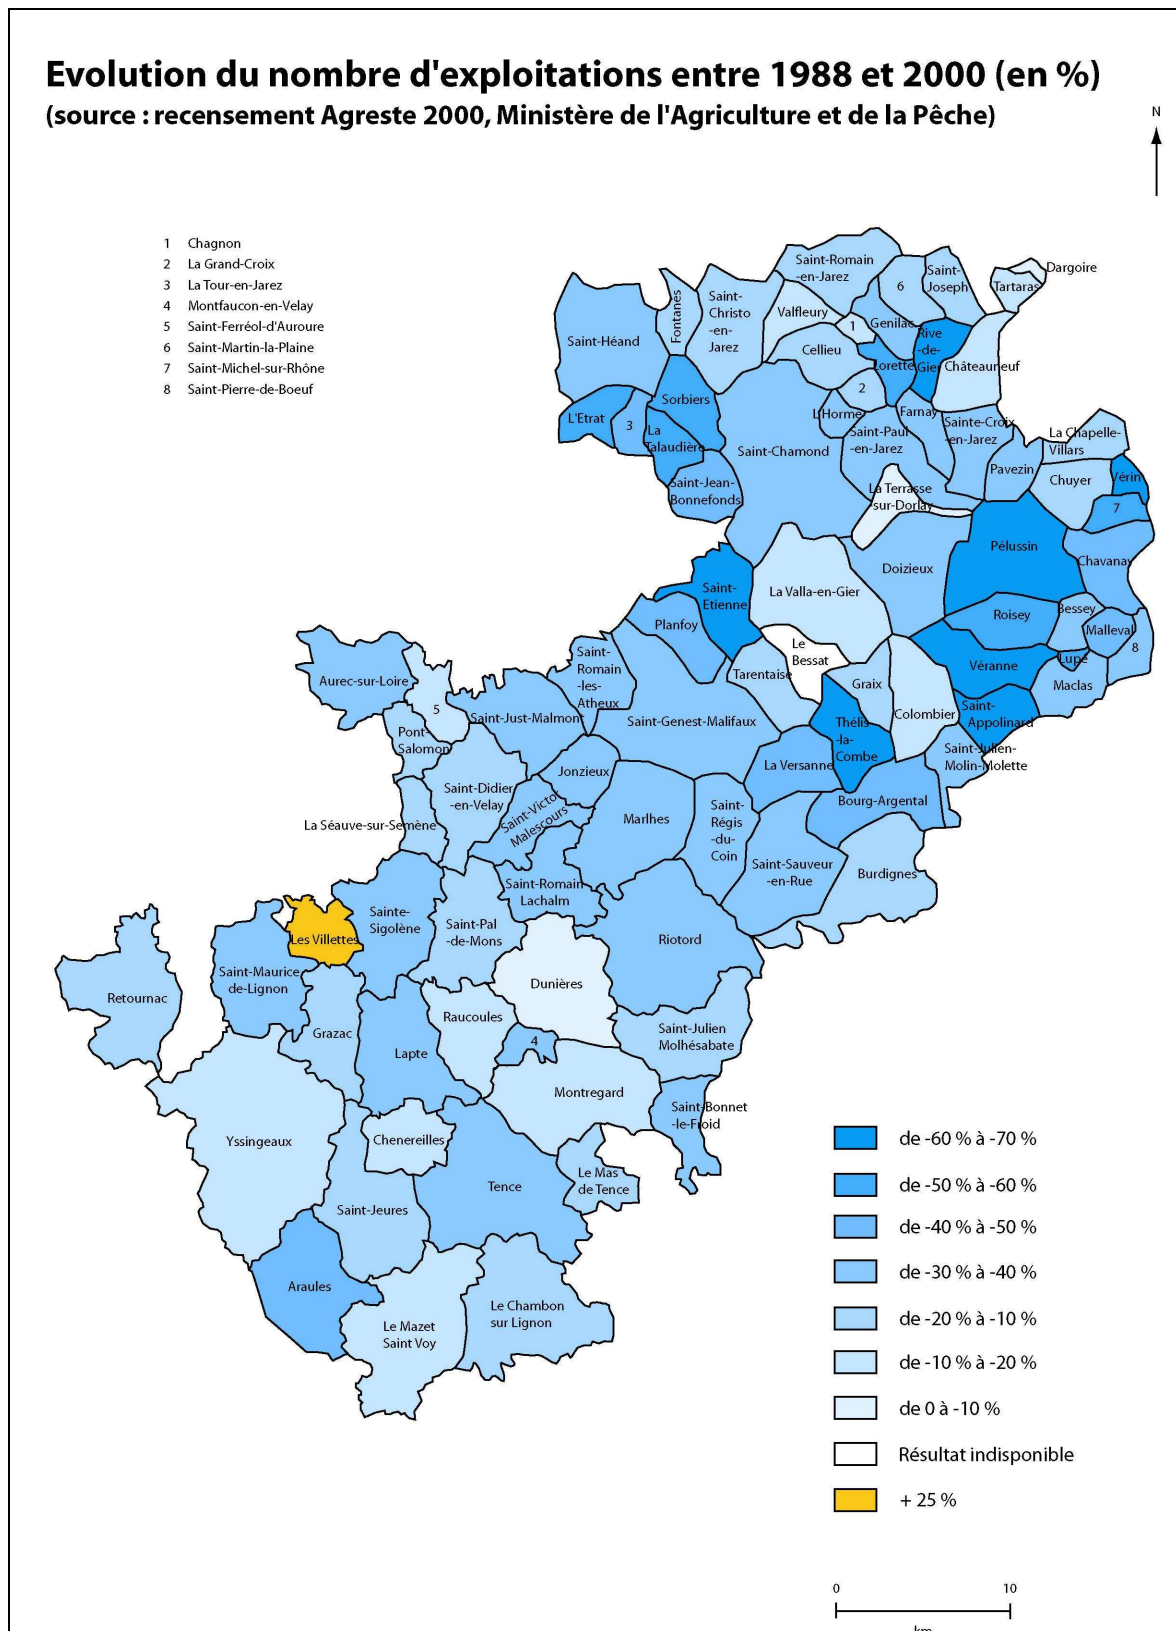 Evolution du nombre d'exploitations entre 1988 et 2000 (en %)
(source : recensement Agreste 2000, Ministère de l'Agriculture et de la Pêche)
N
1 Chagnon
2 La Grand-Croix
3 La Tour-en-Jarez
4 Montfaucon-en-Velay
5 Saint-Ferréol-d'Auroure
6 Saint-Martin-la-Plaine
7 Saint-Michel-sur-Rhône
8 Saint-Pierre-de-Boeuf
Saint-Romain
-en-Jarez
Saint-
Joseph
Dargoire
Tartaras
6
Fontanès
Saint-
Christo
-en-
Jarez
Valfleury
1
Genilac
Rive
-de-
Gier
Saint-Héand
Cellieu
Lorette
Châteauneuf
2
Sorbiers
L'Etrat
3
La
Talaudière
L'Horme
Farnay
Saint-Paul
-en-Jarez
Sainte-Croix
-en-Jarez
La Chapelle-
Villars
Saint-Chamond
Pavezin
Chuyer
Vérin
Saint-Jean-
Bonnefonds
La Terrasse
-sur-Dorlay
7
Pélussin
Chavanay
Doizieux
Saint-
Etienne
La Valla-en-Gier
Planfoy
Roisey
Bessey
Malleval
8
Le
Bessat
Saint-
Romain
-les-
Atheux
Tarentaise
Véranne
Lupé
Maclas
Graix
Aurec-sur-Loire
5
Saint-Just-Malmont
Saint-Genest-Malifaux
Colombier
Saint-
Appolinard
Thélis
-la-
Combe
Pont-
Salomon
Saint-Julien-
Molin-Molette
La Versanne
Jonzieux
Saint-Didier
-en-Velay
Bourg-Argental
Saint-Victor
Malescours
Marlhes
Saint-
Régis
-du-
Coin
La Séauve-sur-Semène
Saint-Sauveur
-en-Rue
Burdignes
Saint-Romain
Lachalm
Sainte-
Sigolène
Saint-Pal
-de-Mons
Les Villettes
Riotord
Saint-Maurice
de-Lignon
Retournac
Dunières
Raucoules
Grazac
Saint-Julien
Molhésabate
4
Lapte
Montregard
Saint-Bonnet
-le-Froid
Yssingeaux
Chenereilles
Le Mas
de Tence
Tence
Saint-Jeures
Araules
Le Chambon
sur Lignon
Le Mazet
Saint Voy
de -60 % à -70 %
de -50 % à -60 %
de -40 % à -50 %
de -30 % à -40 %
de -20 % à -10 %
de -10 % à -20 %
de 0 à -10 %
Résultat indisponible
+ 25 %
0 10
km